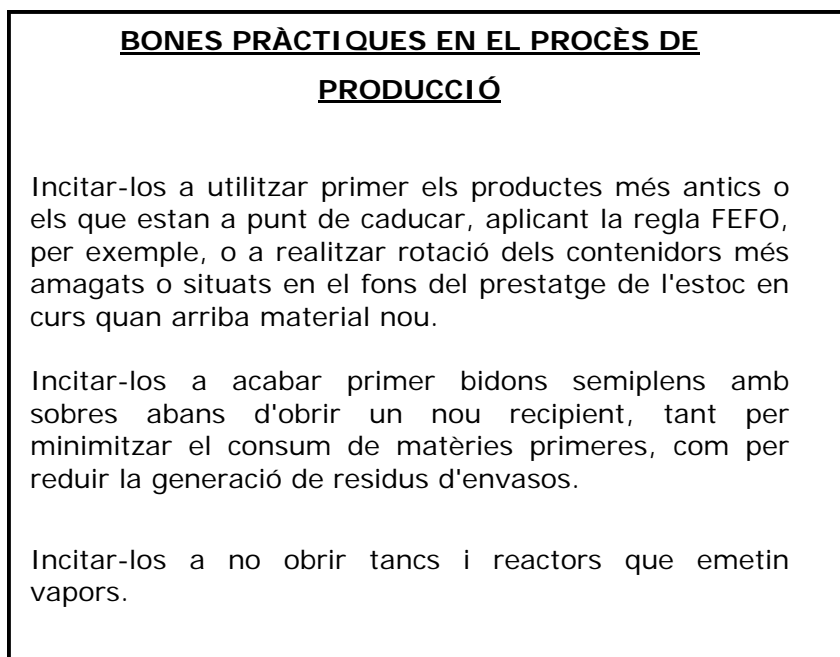 BONES PRÀCTIQUES EN EL PROCÈS DE
PRODUCCIÓ
Incitar-los a utilitzar primer els productes més antics o
els que estan a punt de caducar, aplicant la regla FEFO,
per exemple, o a realitzar rotació dels contenidors més
amagats o situats en el fons del prestatge de l'estoc en
curs quan arriba material nou.
Incitar-los a acabar primer bidons semiplens amb
sobres abans d'obrir un nou recipient, tant per
minimitzar el consum de matèries primeres, com per
reduir la generació de residus d'envasos.
Incitar-los a no obrir tancs i reactors que emetin
vapors.